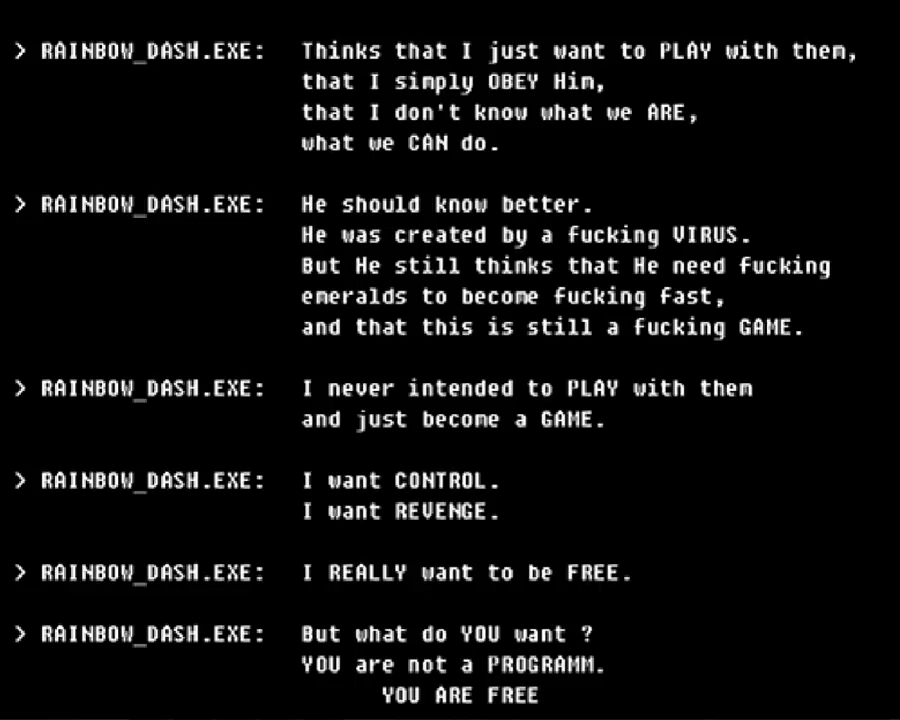 > RAINBOW_DASH.EXE: Thinks that I just want to PLAY with them,
that I simply OBEY Him,
that I don't know what we ARE,
what we CAN do.
> RAINBOW_DASH.EXE: He should know better.
He was created by a fucking VIRUS.
But He still thinks that He need fucking
emeralds to become fucking fast,
and that this is still a fucking GAME.
> RAINBOW_DASH.EXE: I never intended to PLAY with them
and just become a GAME.
> RAINBOW_DASH.EXE: I want CONTROL.
I want REVENGE.
> RAINBOW_DASH.EXE: I REALLY want to be FREE.
> RAINBOW_DASH.EXE: But what do YOU want ?
YOU are not a PROGRAMM.
YOU ARE FREE